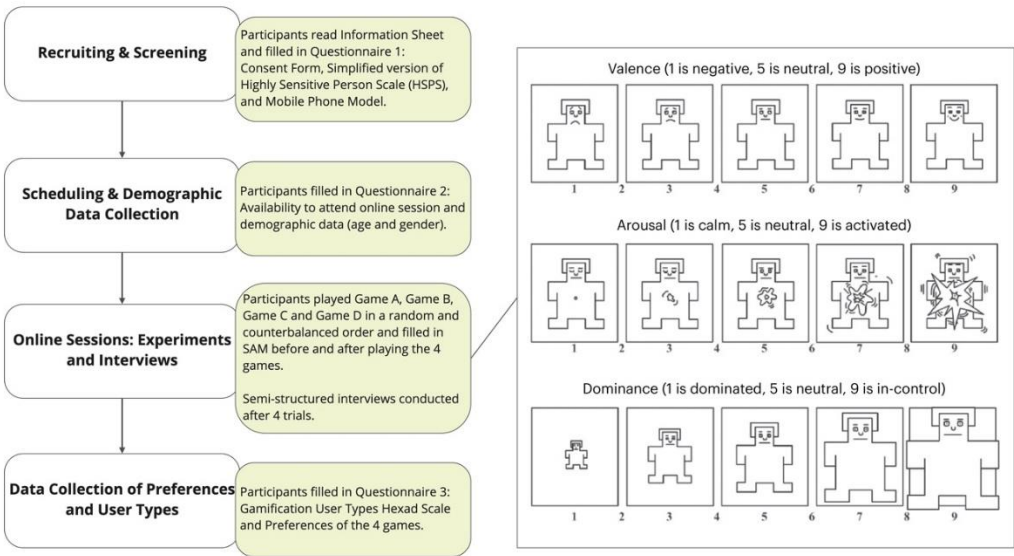 Recruiting & Screening
Participants read Information Sheet
and filled in Questionnaire 1:
Consent Form, Simplified version of
Highly Sensitive Person Scale (HSPS),
and Mobile Phone Model.
Scheduling & Demographic
Data Collection
Participants filled in Questionnaire 2:
Availability to attend online session and
demographic data (age and gender).
Online Sessions: Experiments
and Interviews
Participants played Game A, Game B,
Game C and Game D in a random and
counterbalanced order and filled in
SAM before and after playing the 4
games.
Semi-structured interviews conducted
after 4 trials.
Data Collection of Preferences
and User Types
Participants filled in Questionnaire 3:
Gamification User Types Hexad Scale
and Preferences of the 4 games.
Valence (1 is negative, 5 is neutral, 9 is positive)
1 2 3 4 5 6 7 8 9
Arousal (1 is calm, 5 is neutral, 9 is activated)
1 2 3 4 5 6 7 8 9
Dominance (1 is dominated, 5 is neutral, 9 is in-control)
1 2 3 4 5 6 7 8 9